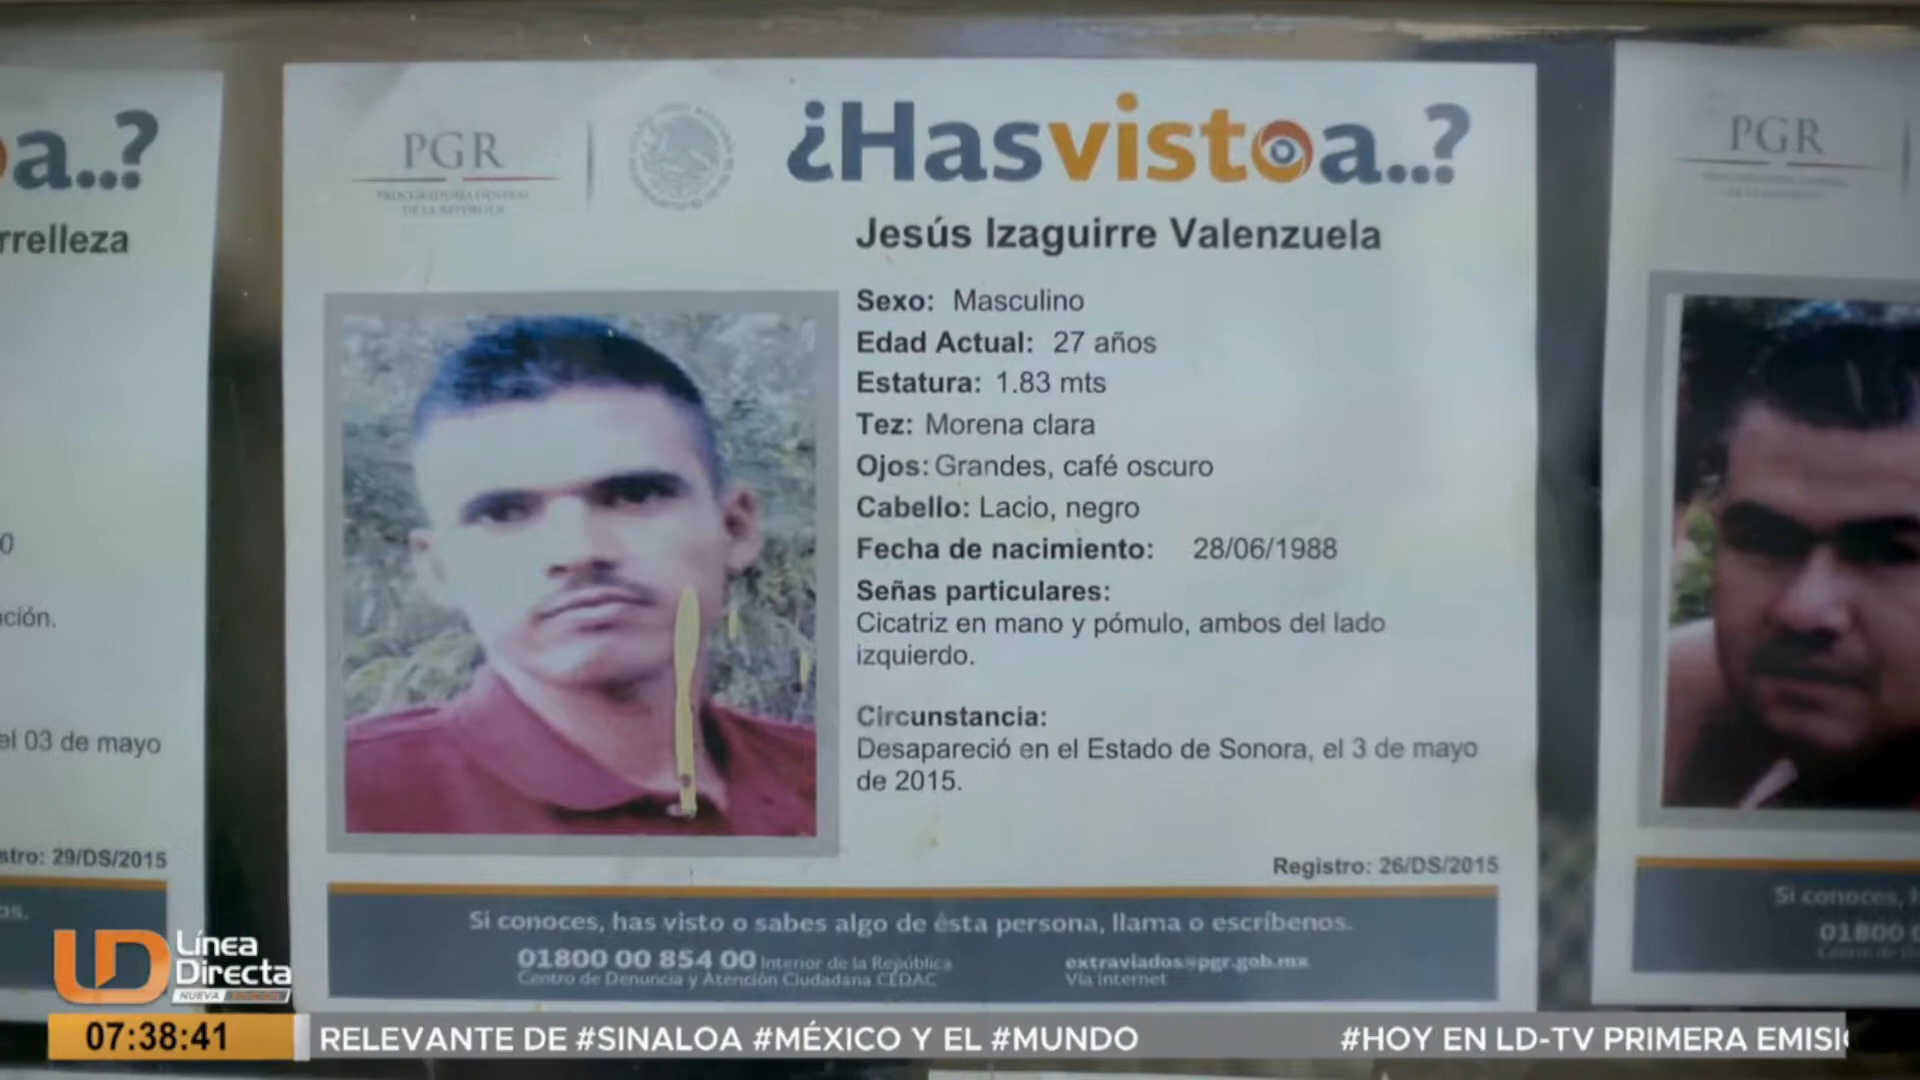 a..?
rrelleza
0
ción.
el 03 de mayo
stro: 29/DS/2015
os.
PGR
PROCURADURÍA GENERAL
DE LA REPÚBLICA
¿Hasvistoa..?
Jesús Izaguirre Valenzuela
Sexo: Masculino
Edad Actual: 27 años
Estatura: 1.83 mts
Tez: Morena clara
Ojos: Grandes, café oscuro
Cabello: Lacio, negro
Fecha de nacimiento: 28/06/1988
Señas particulares:
Cicatriz en mano y pómulo, ambos del lado
izquierdo.
Circunstancia:
Desapareció en el Estado de Sonora, el 3 de mayo
de 2015.
Registro: 26/DS/2015
Si conoces, has visto o sabes algo de ésta persona, llama o escríbenos.
01800 00 854 00 Interior de la República
Centro de Denuncia y Atención Ciudadana CEDAC
extraviados@pgr.gob.mx
Vía internet
PGR
Si conoces, h
01800 0
LD Línea
Directa
NUEVA
07:38:41
RELEVANTE DE #SINALOA #MÉXICO Y EL #MUNDO
#HOY EN LD-TV PRIMERA EMISI